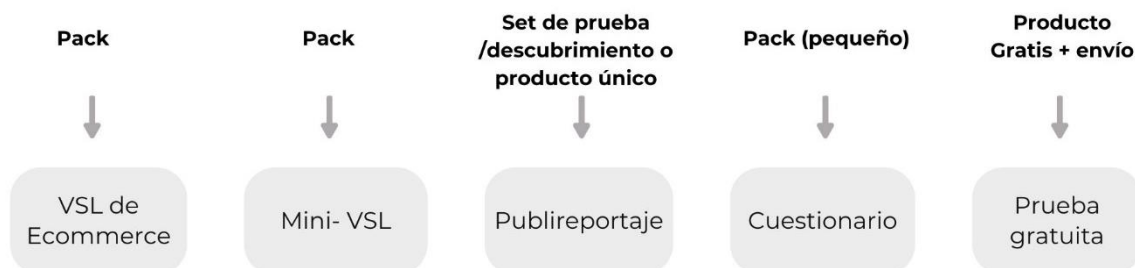 Pack
Pack
Set de prueba
/descubrimiento o
producto único
Pack (pequeño)
Producto
Gratis + envío
VSL de
Ecommerce
Mini- VSL
Publireportaje
Cuestionario
Prueba
gratuita